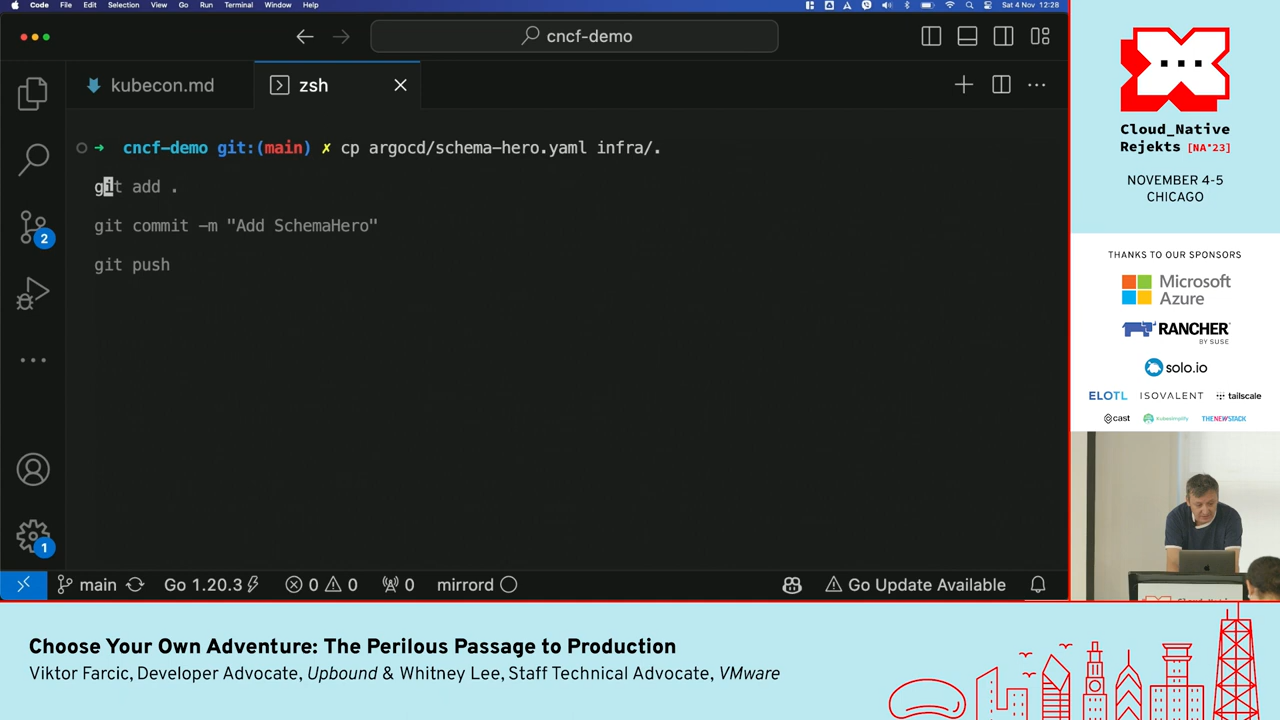 Code File Edit Selection View Go Run Terminal Window Help
Sat 4 Nov 12:28
cncf-demo
kubecon.md
zsh
cncf-demo git:(main) ✗ cp argocd/schema-hero.yaml infra/.
git add .
git commit -m "Add SchemaHero"
git push
2
1
main Go 1.20.3 0 0 0 mirrord Go Update Available
Cloud_Native
Rejekts [NA'23]
NOVEMBER 4-5
CHICAGO
THANKS TO OUR SPONSORS
Microsoft
Azure
RANCHER
BY SUSE
solo.io
ELOTL ISOVALENT tailscale
cast Kubesimplify THENEWSTACK
Choose Your Own Adventure: The Perilous Passage to Production
Viktor Farcic, Developer Advocate, Upbound & Whitney Lee, Staff Technical Advocate, VMware